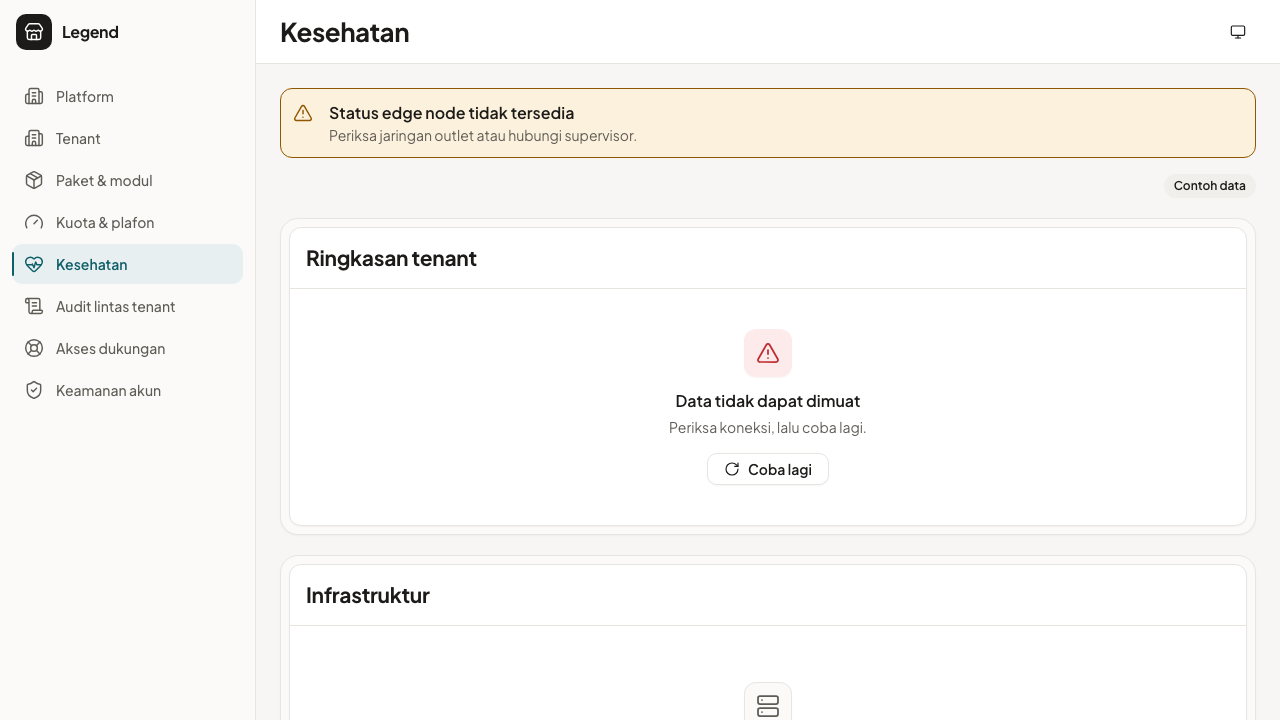 Legend
Platform
Tenant
Paket & modul
Kuota & plafon
Kesehatan
Audit lintas tenant
Akses dukungan
Keamanan akun
Kesehatan
Status edge node tidak tersedia
Periksa jaringan outlet atau hubungi supervisor.
Contoh data
Ringkasan tenant
Data tidak dapat dimuat
Periksa koneksi, lalu coba lagi.
Coba lagi
Infrastruktur